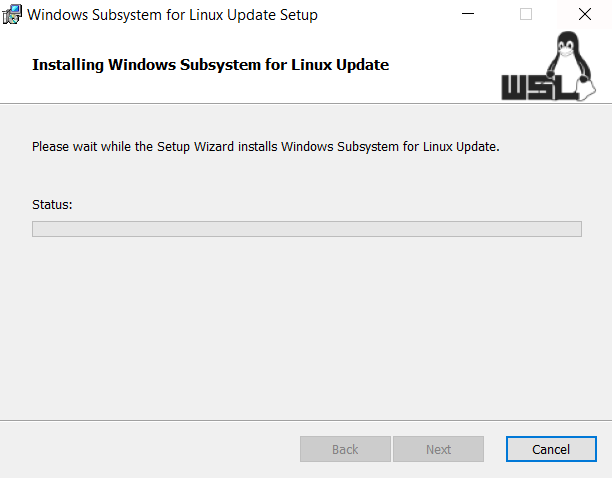 Windows Subsystem for Linux Update Setup
Installing Windows Subsystem for Linux Update
WSL
Please wait while the Setup Wizard installs Windows Subsystem for Linux Update.
Status:
Back
Next
Cancel